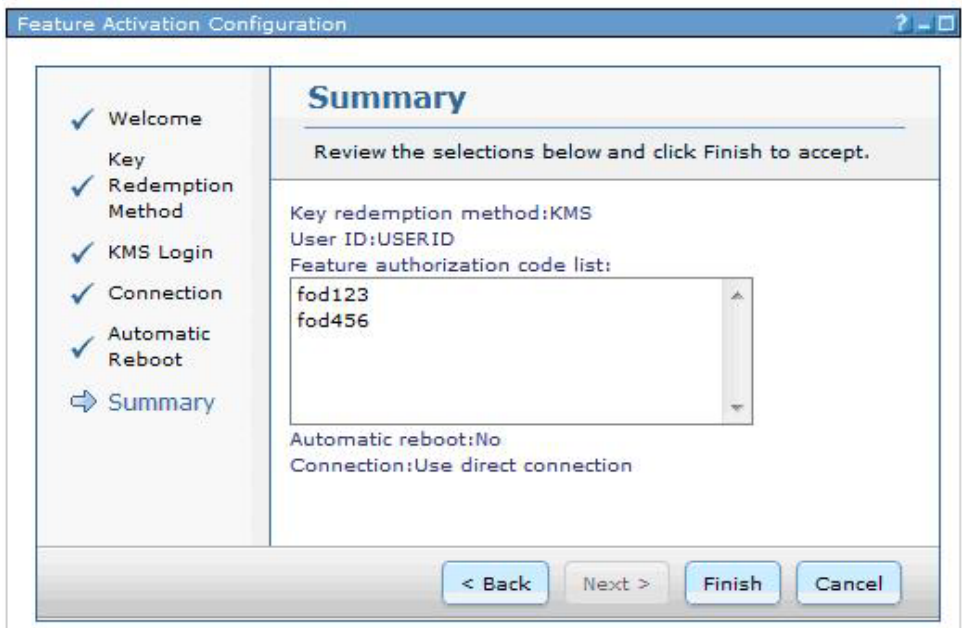 Feature Activation Configuration
?
Welcome
Key
Redemption
Method
KMS Login
Connection
Automatic
Reboot
Summary
Summary
Review the selections below and click Finish to accept.
Key redemption method:KMS
User ID:USERID
Feature authorization code list:
fod123
fod456
Automatic reboot:No
Connection:Use direct connection
< Back
Next >
Finish
Cancel